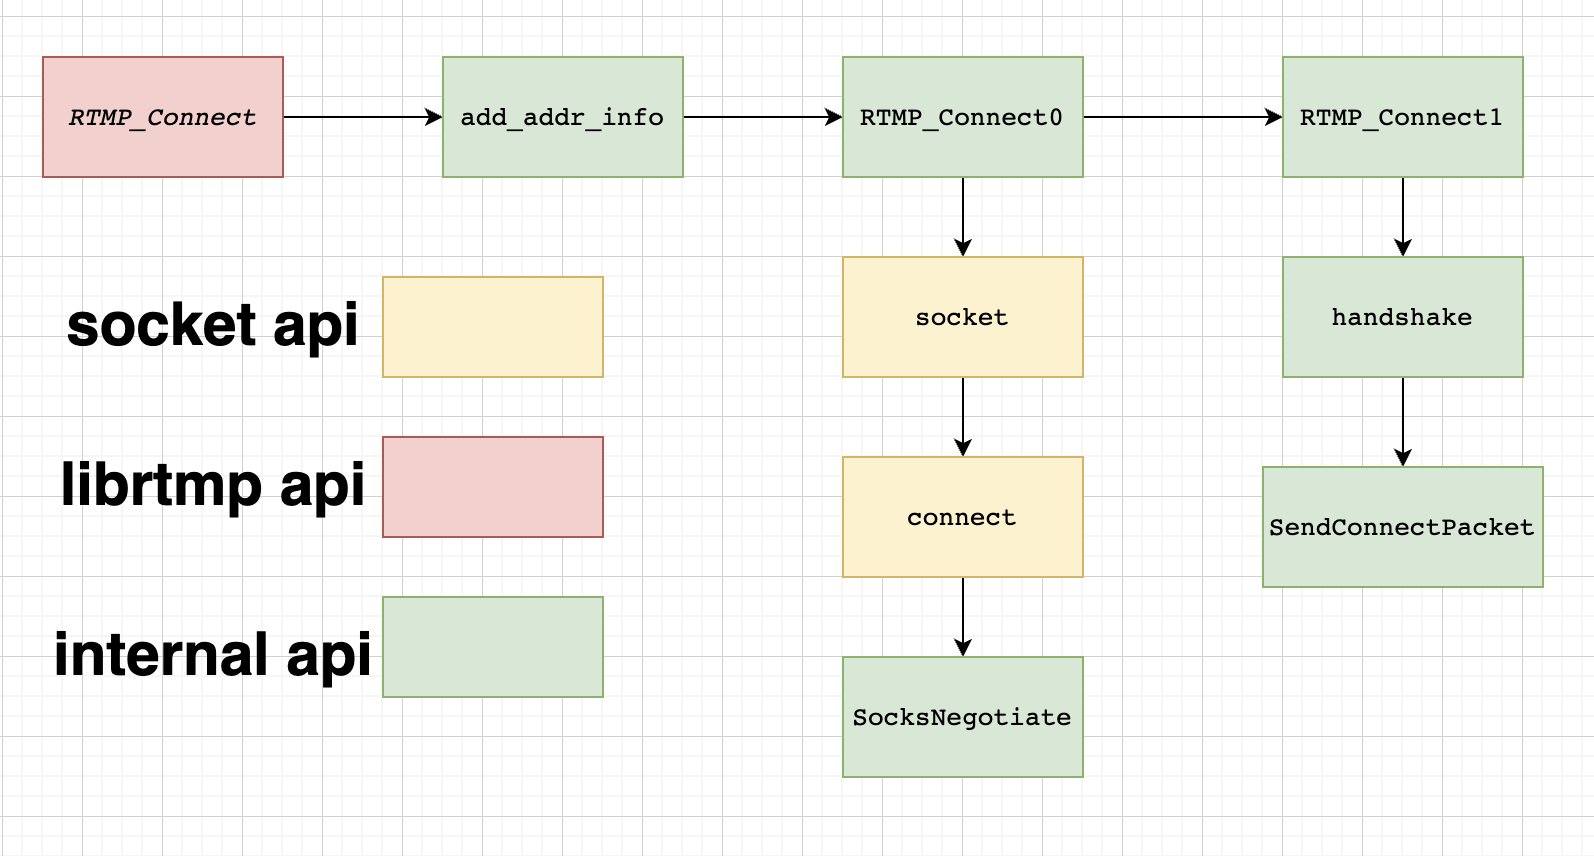 RTMP_Connect
add_addr_info
RTMP_Connect0
RTMP_Connect1
socket api
socket
handshake
librtmp api
connect
SendConnectPacket
internal api
SocksNegotiate